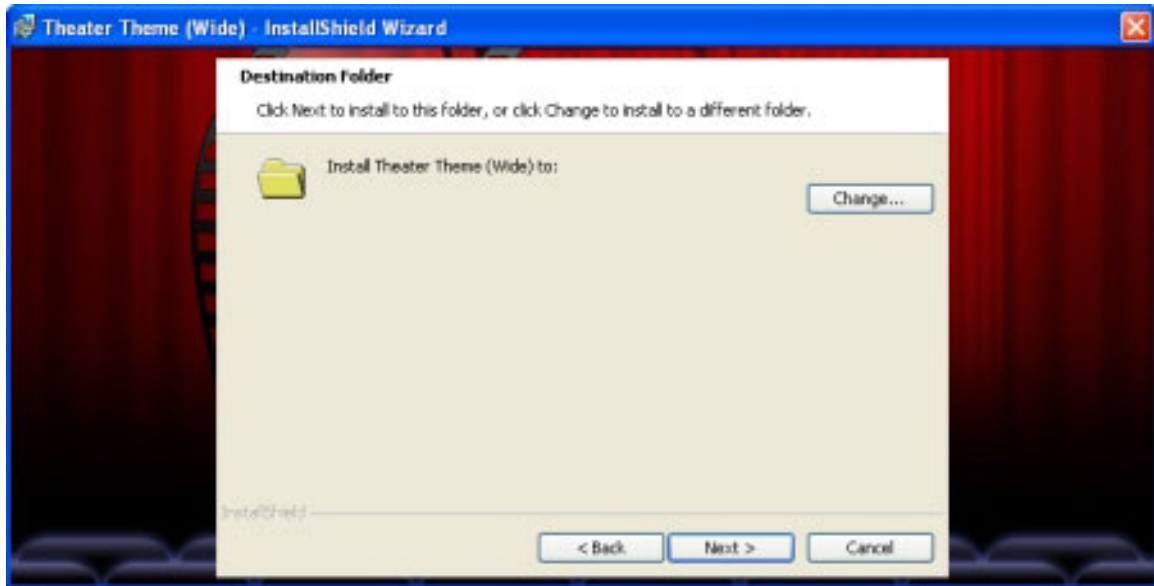 Theater Theme (Wide) - InstallShield Wizard
Destination Folder
Click Next to install to this folder, or click Change to install to a different folder.
Install Theater Theme (Wide) to:
Change...
InstallShield
< Back
Next >
Cancel